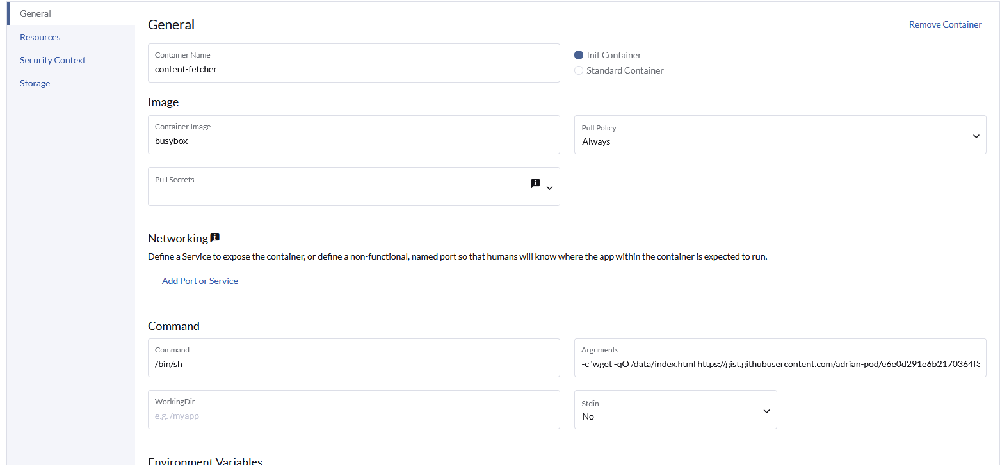 General
Resources
Security Context
Storage
General
Remove Container
Container Name
content-fetcher
Init Container
Standard Container
Image
Container Image
busybox
Pull Policy
Always
Pull Secrets
Networking
Define a Service to expose the container, or define a non-functional, named port so that humans will know where the app within the container is expected to run.
Add Port or Service
Command
Command
/bin/sh
Arguments
-c 'wget -qO /data/index.html https://gist.githubusercontent.com/adrian-pod/e6e0d291e6b2170364f3
WorkingDir
e.g. /myapp
Stdin
No
Environment Variables